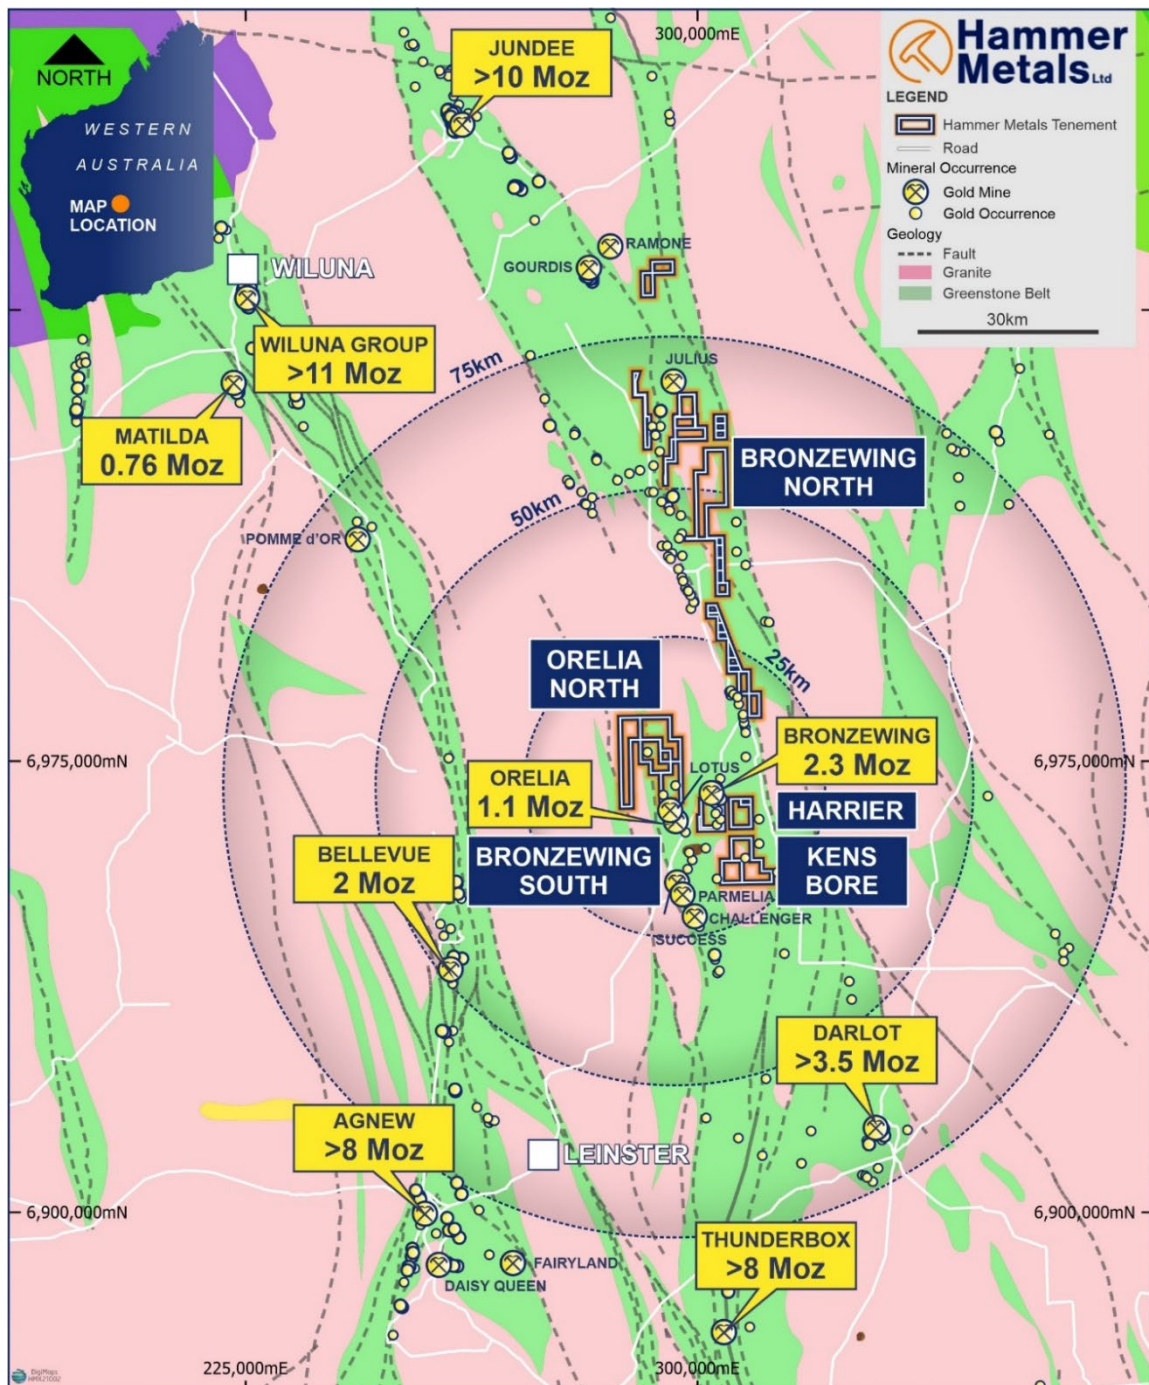 JUNDEE
>10 Moz
300,000mE
Hammer
Metals Ltd
NORTH
WESTERN
AUSTRALIA
MAP
LOCATION
LEGEND
Hammer Metals Tenement
Road
Mineral Occurrence
Gold Mine
Gold Occurrence
Geology
Fault
Granite
Greenstone Belt
30km
RAMONE
GOURDIS
WILUNA
WILUNA GROUP
>11 Moz
75km
JULIUS
MATILDA
0.76 Moz
BRONZEWING
NORTH
50km
POMME d'OR
ORELIA
NORTH
25km
6,975,000mN
BRONZEWING
2.3 Moz
6,975,000mN
LOTUS
ORELIA
1.1 Moz
HARRIER
BELLEVUE
2 Moz
BRONZEWING
SOUTH
KENS
BORE
PARMELIA
CHALLENGER
SUCCESS
DARLOT
>3.5 Moz
AGNEW
>8 Moz
LEINSTER
6,900,000mN
6,900,000mN
THUNDERBOX
>8 Moz
FAIRYLAND
DAISY QUEEN
225,000mE
300,000mE
DigiMaps